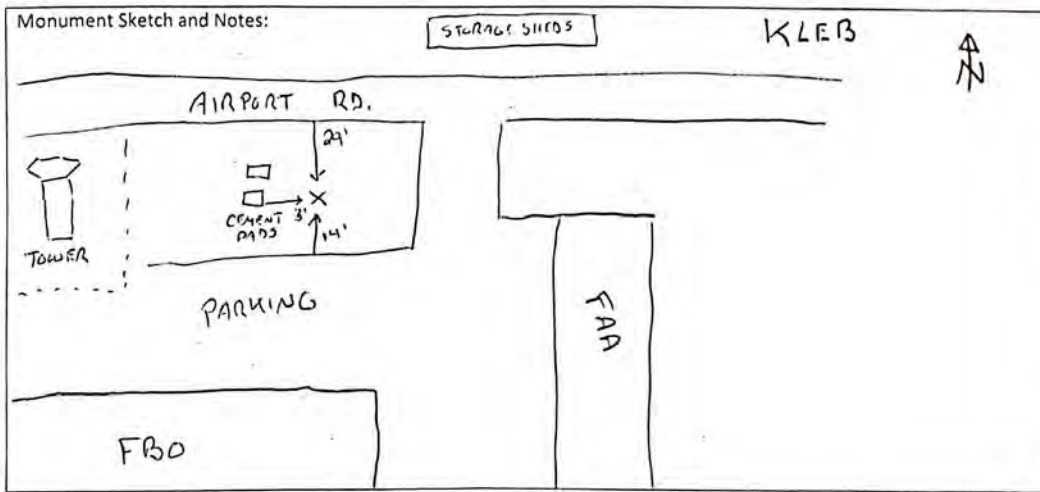 Monument Sketch and Notes:
STORAGE SHEDS
KLEB
N
AIRPORT RD.
29'
3'
CEMENT
PADS
14'
TOWER
PARKING
FAA
FBO